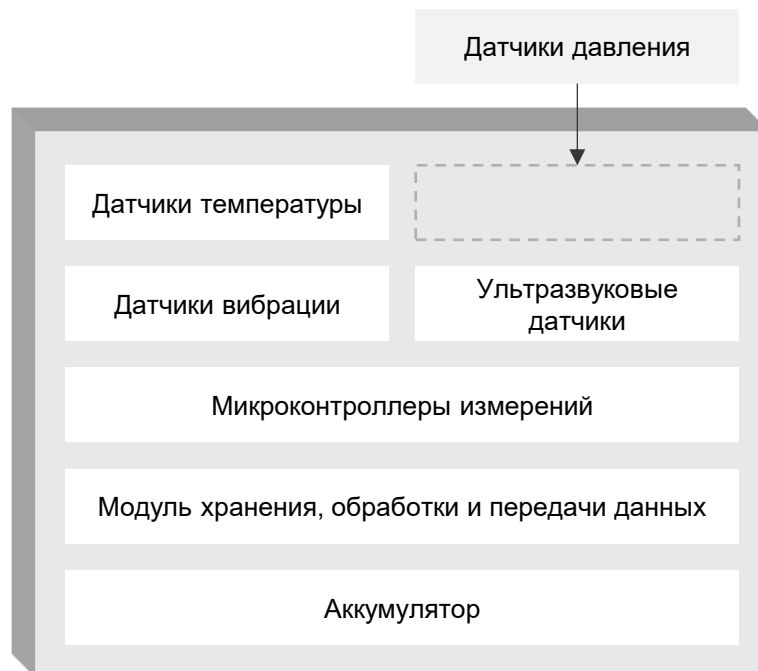 Датчики давления
Датчики температуры
Датчики вибрации
Ультразвуковые
датчики
Микроконтроллеры измерений
Модуль хранения, обработки и передачи данных
Аккумулятор